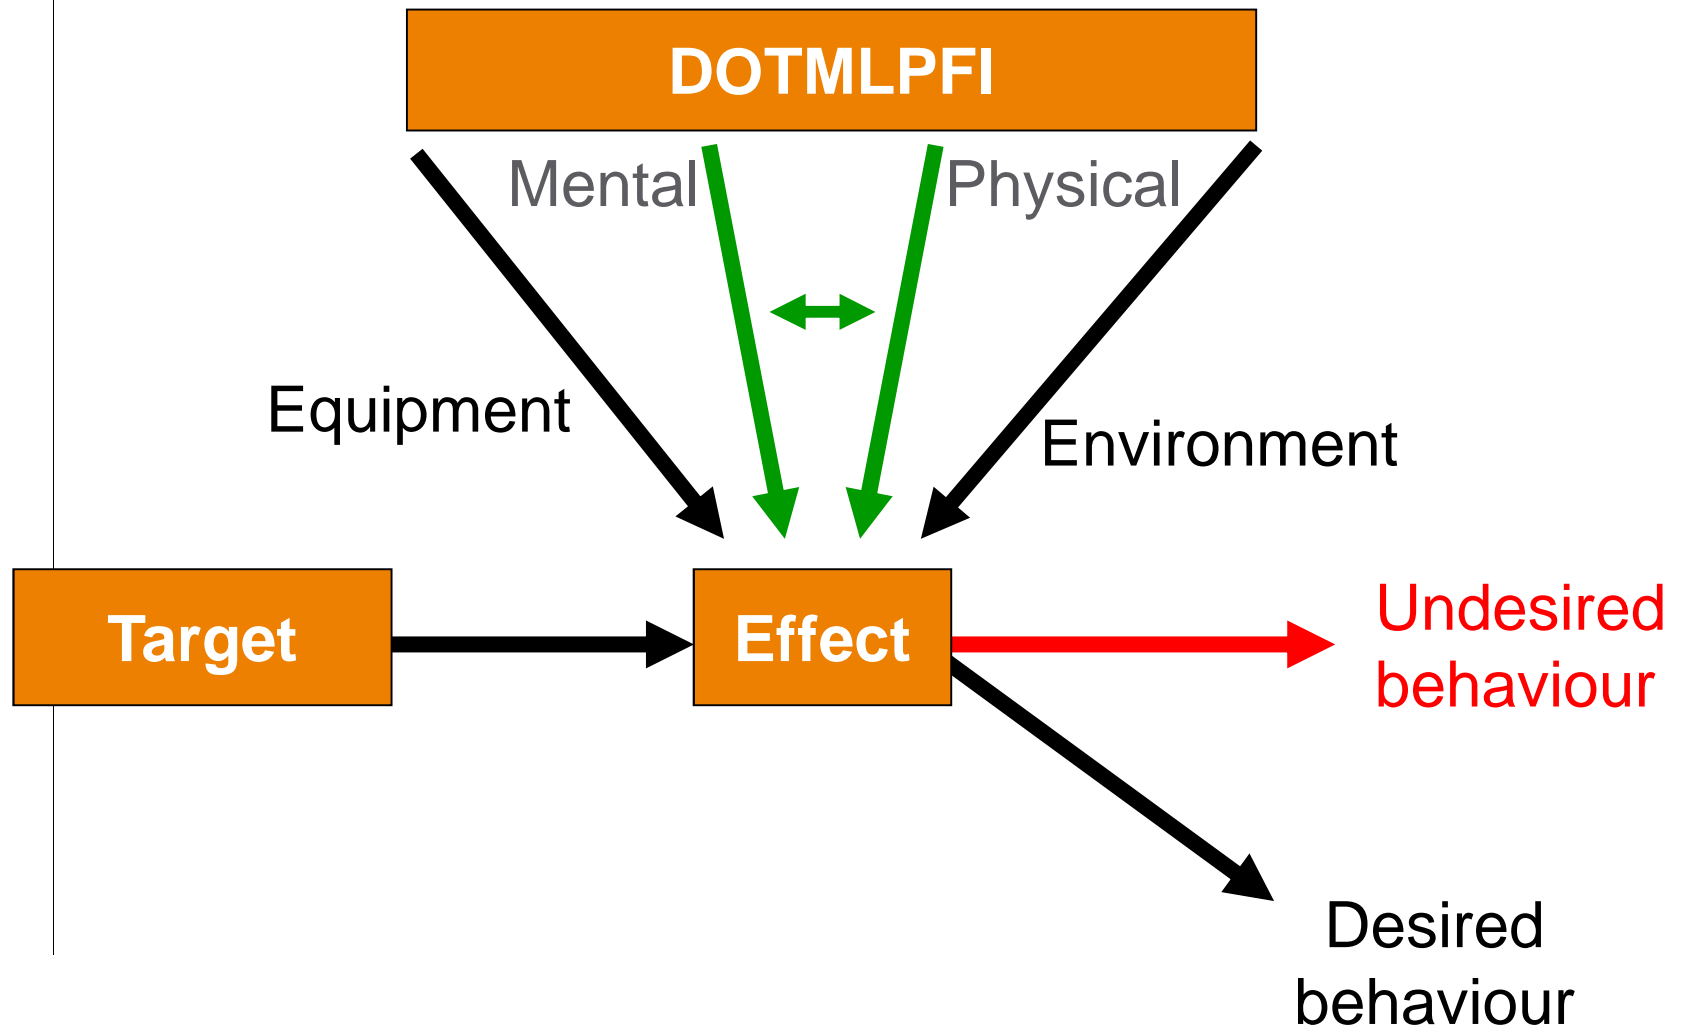 DOTMLPFI
Mental
Physical
Equipment
Environment
Target
Effect
Undesired
behaviour
Desired
behaviour